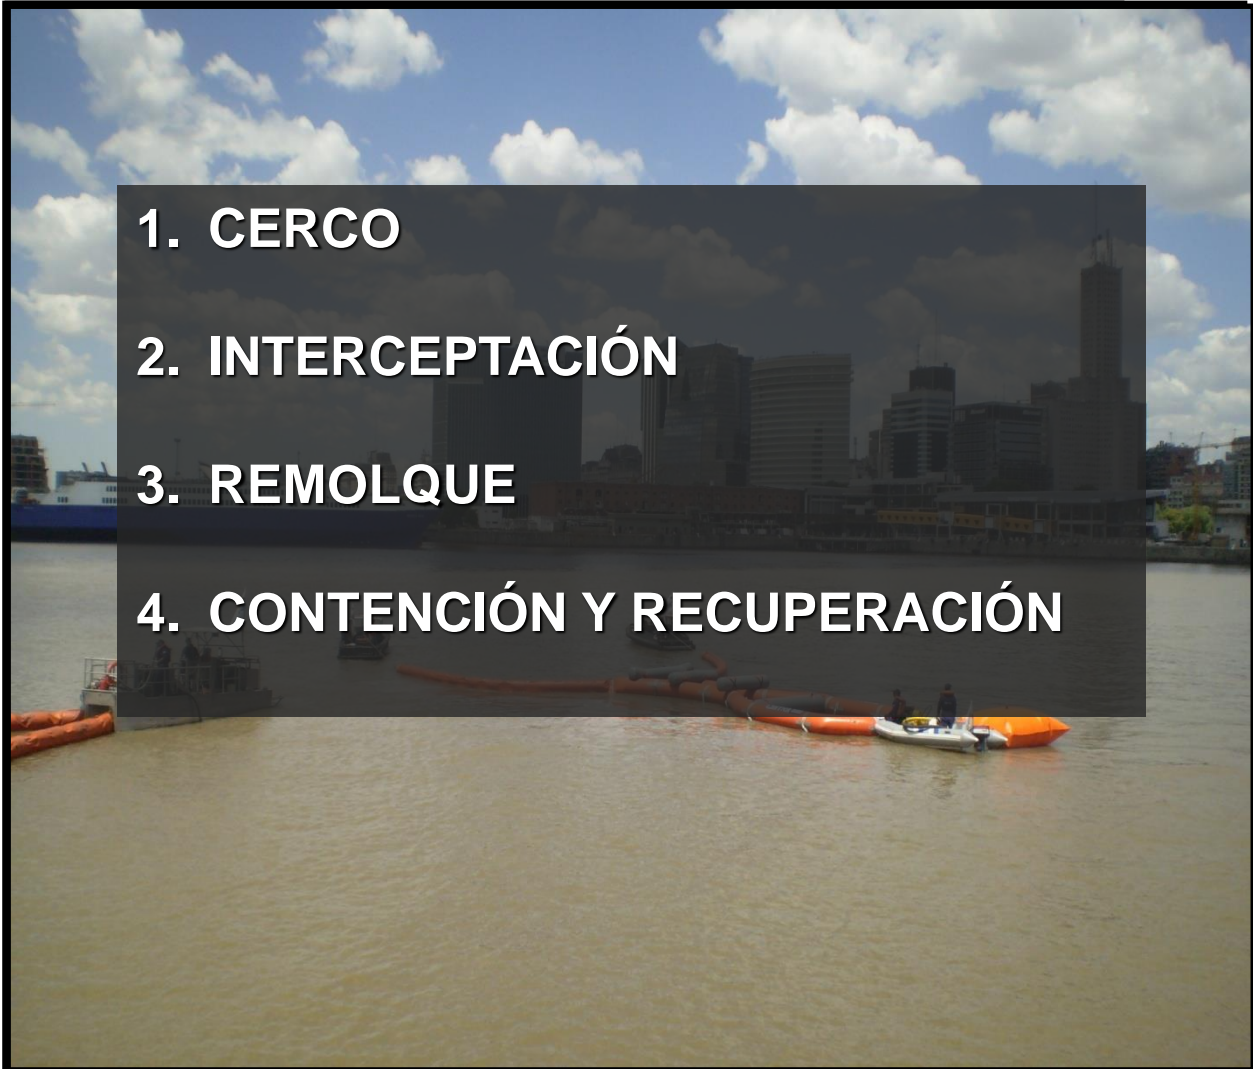 1. CERCO
2. INTERCEPTACIÓN
3. REMOLQUE
4. CONTENCIÓN Y RECUPERACIÓN